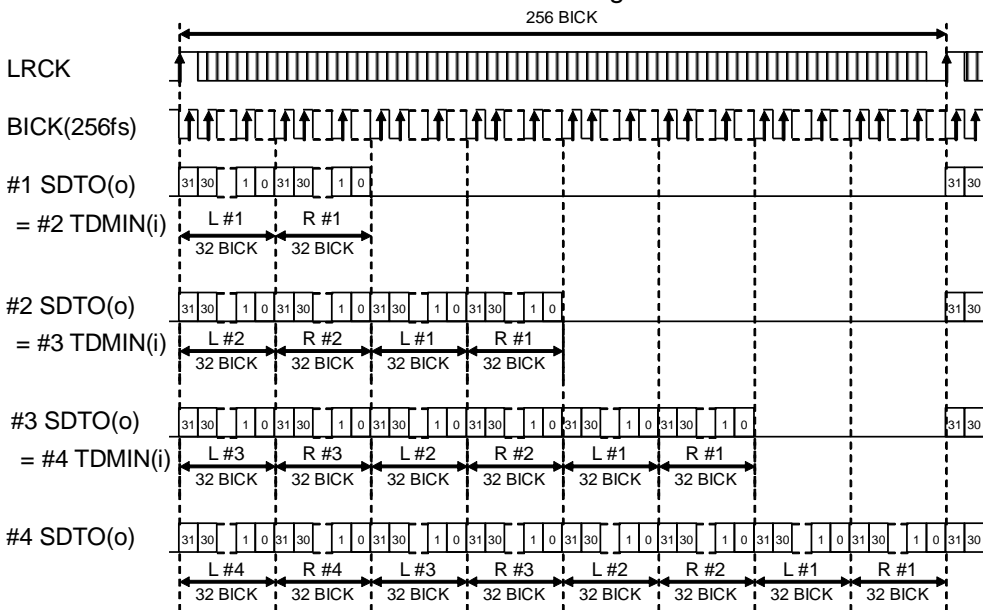 256 BICK
LRCK
BICK(256fs)
#1 SDTO(o)
31 30 1 0 31 30 1 0 31 30
= #2 TDMIN(i)
L #1 R #1
32 BICK 32 BICK
#2 SDTO(o)
31 30 1 0 31 30 1 0 31 30 1 0 31 30 1 0 31 30
= #3 TDMIN(i)
L #2 R #2 L #1 R #1
32 BICK 32 BICK 32 BICK 32 BICK
#3 SDTO(o)
31 30 1 0 31 30 1 0 31 30 1 0 31 30 1 0 31 30 1 0 31 30 1 0 31 30
= #4 TDMIN(i)
L #3 R #3 L #2 R #2 L #1 R #1
32 BICK 32 BICK 32 BICK 32 BICK 32 BICK 32 BICK
#4 SDTO(o)
31 30 1 0 31 30 1 0 31 30 1 0 31 30 1 0 31 30 1 0 31 30 1 0 31 30 1 0 31 30 1 0 31 30
L #4 R #4 L #3 R #3 L #2 R #2 L #1 R #1
32 BICK 32 BICK 32 BICK 32 BICK 32 BICK 32 BICK 32 BICK 32 BICK